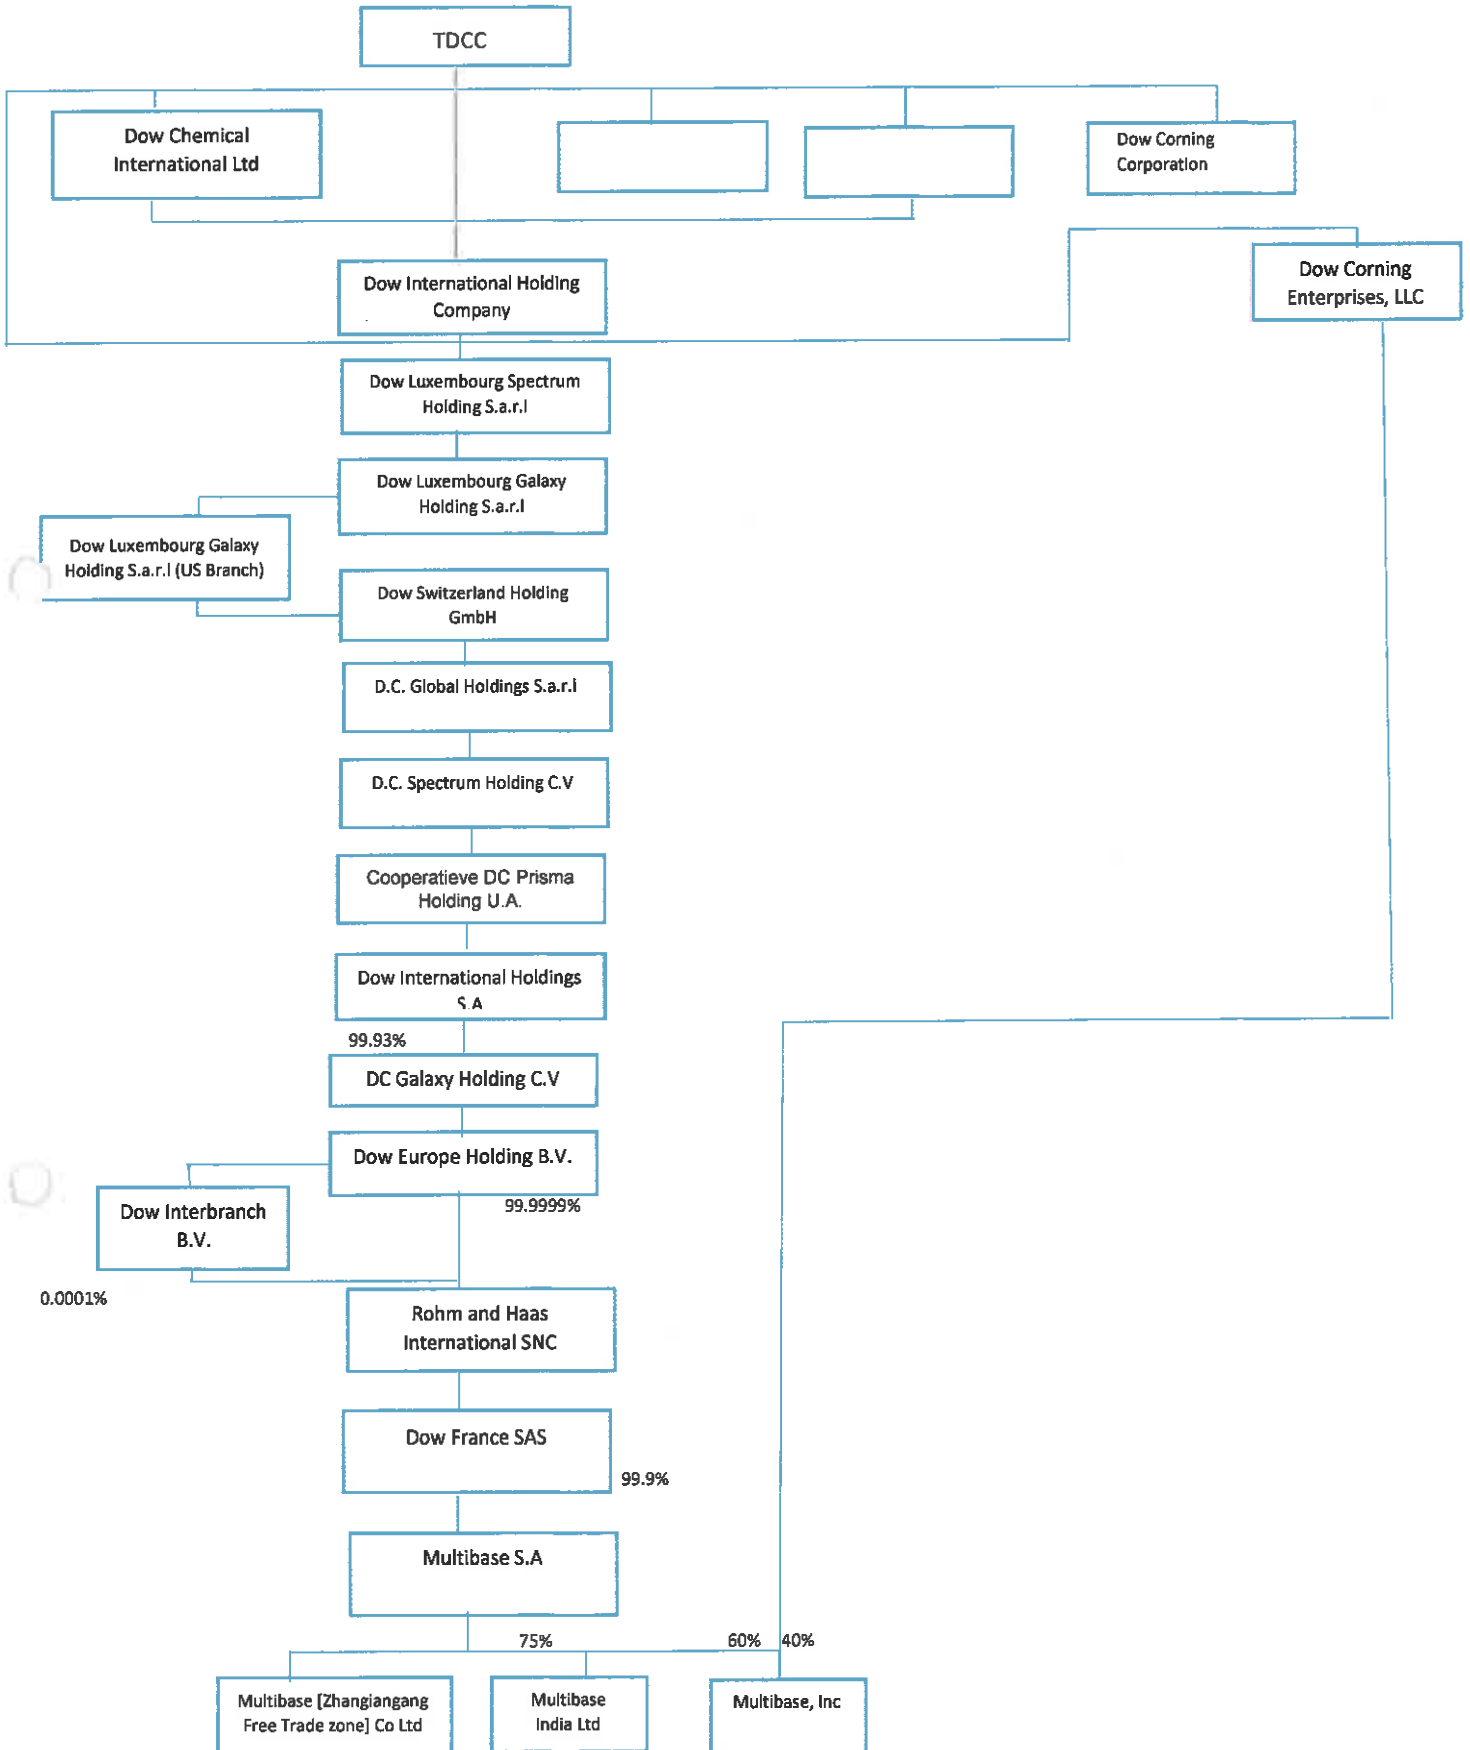 TDCC
Dow Chemical
International Ltd
Dow Corning
Corporation
Dow International Holding
Company
Dow Corning
Enterprises, LLC
Dow Luxembourg Spectrum
Holding S.a.r.l
Dow Luxembourg Galaxy
Holding S.a.r.l
Dow Luxembourg Galaxy
Holding S.a.r.l (US Branch)
Dow Switzerland Holding
GmbH
D.C. Global Holdings S.a.r.l
D.C. Spectrum Holding C.V
Cooperatieve DC Prisma
Holding U.A.
Dow International Holdings
S.A
99.93%
DC Galaxy Holding C.V
Dow Europe Holding B.V.
99.9999%
Dow Interbranch
B.V.
0.0001%
Rohm and Haas
International SNC
Dow France SAS
99.9%
Multibase S.A
75%
60%
40%
Multibase [Zhangiangang
Free Trade zone] Co Ltd
Multibase
India Ltd
Multibase, Inc